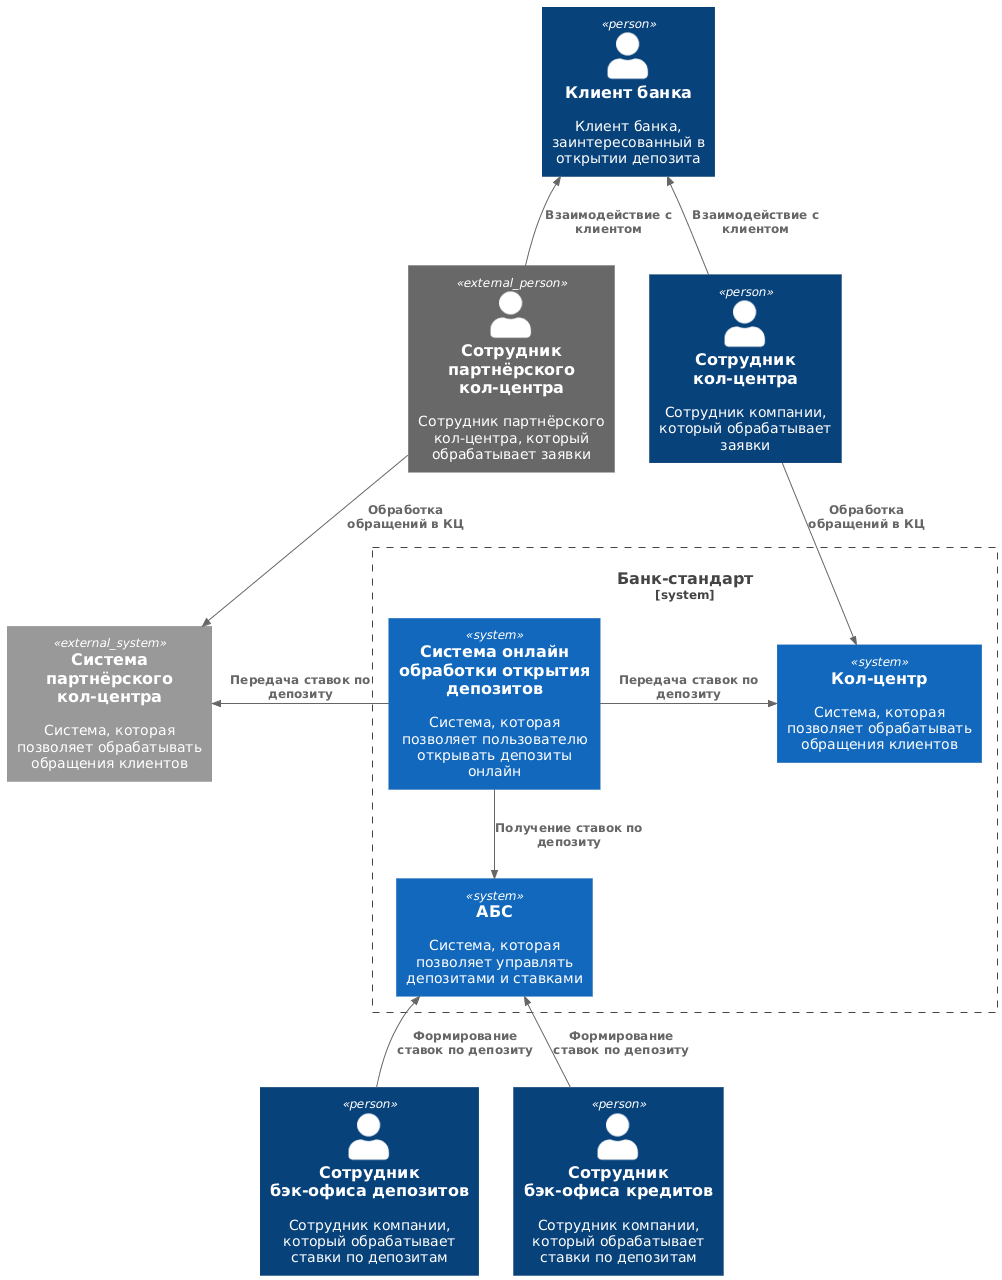 «person»
Клиент банка
Клиент банка,
заинтересованный в
открытии депозита
Взаимодействие с
клиентом
Взаимодействие с
клиентом
«external_person»
Сотрудник
партнёрского
кол-центра
Сотрудник партнёрского
кол-центра, который
обрабатывает заявки
«person»
Сотрудник
кол-центра
Сотрудник компании,
который обрабатывает
заявки
Обработка
обращений в КЦ
Обработка
обращений в КЦ
Банк-стандарт
[system]
«external_system»
Система
партнёрского
кол-центра
Система, которая
позволяет обрабатывать
обращения клиентов
Передача ставок по
депозиту
«system»
Система онлайн
обработки открытия
депозитов
Система, которая
позволяет пользователю
открывать депозиты
онлайн
Передача ставок по
депозиту
«system»
Кол-центр
Система, которая
позволяет обрабатывать
обращения клиентов
Получение ставок по
депозиту
«system»
АБС
Система, которая
позволяет управлять
депозитами и ставками
Формирование
ставок по депозиту
Формирование
ставок по депозиту
«person»
Сотрудник
бэк-офиса депозитов
Сотрудник компании,
который обрабатывает
ставки по депозитам
«person»
Сотрудник
бэк-офиса кредитов
Сотрудник компании,
который обрабатывает
ставки по депозитам